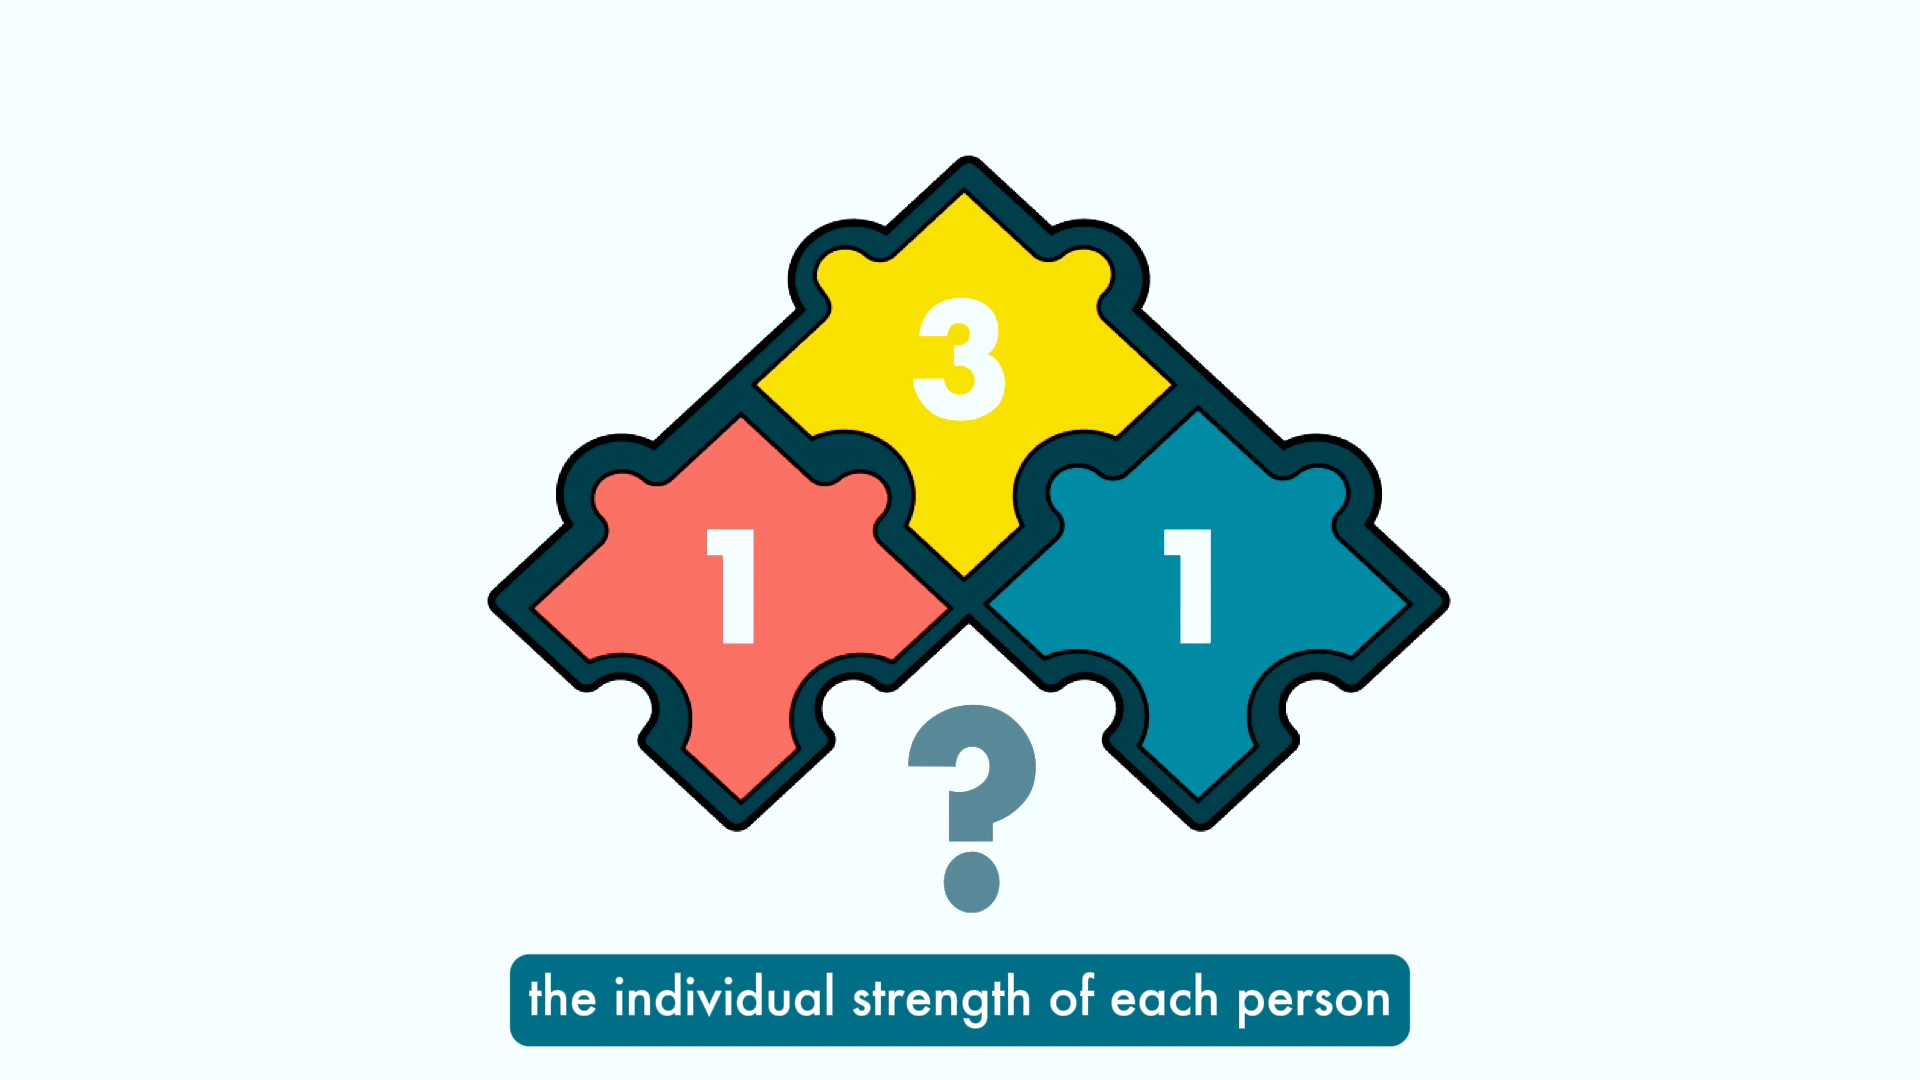 3
1 1
?
the individual strength of each person